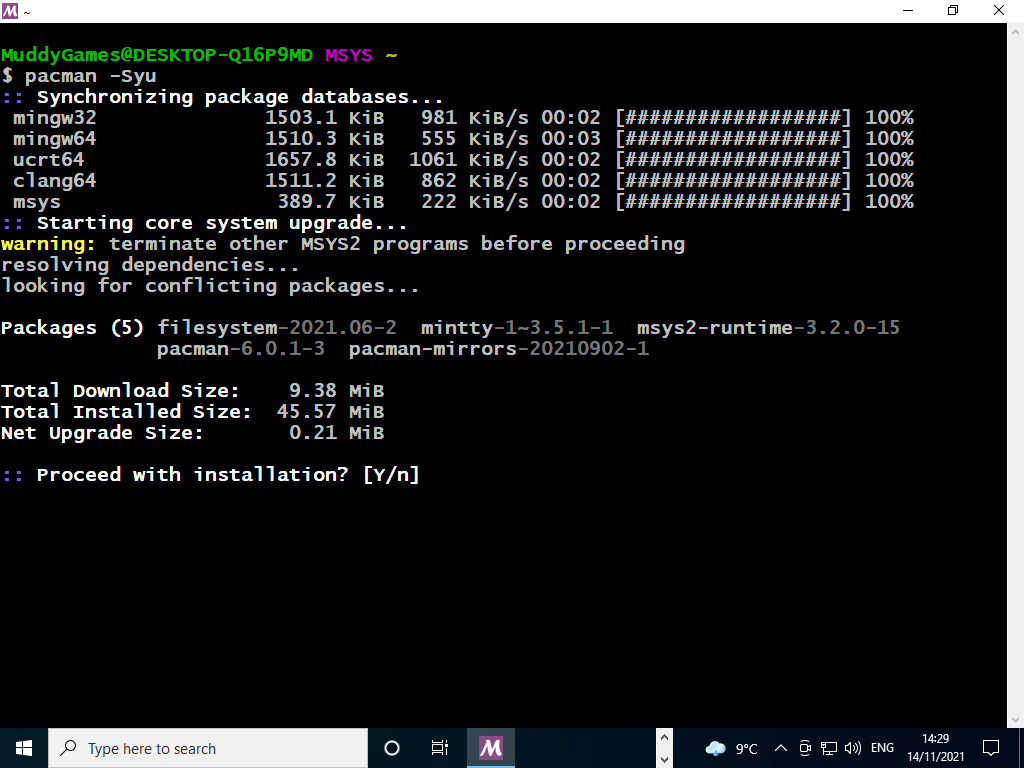 M ~
MuddyGames@DESKTOP-Q16P9MD MSYS ~
$ pacman -Syu
:: Synchronizing package databases...
mingw32 1503.1 KiB 981 KiB/s 00:02 [##################] 100%
mingw64 1510.3 KiB 555 KiB/s 00:03 [##################] 100%
ucrt64 1657.8 KiB 1061 KiB/s 00:02 [##################] 100%
clang64 1511.2 KiB 862 KiB/s 00:02 [##################] 100%
msys 389.7 KiB 222 KiB/s 00:02 [##################] 100%
:: Starting core system upgrade...
warning: terminate other MSYS2 programs before proceeding
resolving dependencies...
looking for conflicting packages...
Packages (5) filesystem-2021.06-2 mintty-1~3.5.1-1 msys2-runtime-3.2.0-15
pacman-6.0.1-3 pacman-mirrors-20210902-1
Total Download Size: 9.38 MiB
Total Installed Size: 45.57 MiB
Net Upgrade Size: 0.21 MiB
:: Proceed with installation? [Y/n]
Type here to search
M
9°C
ENG
14:29
14/11/2021